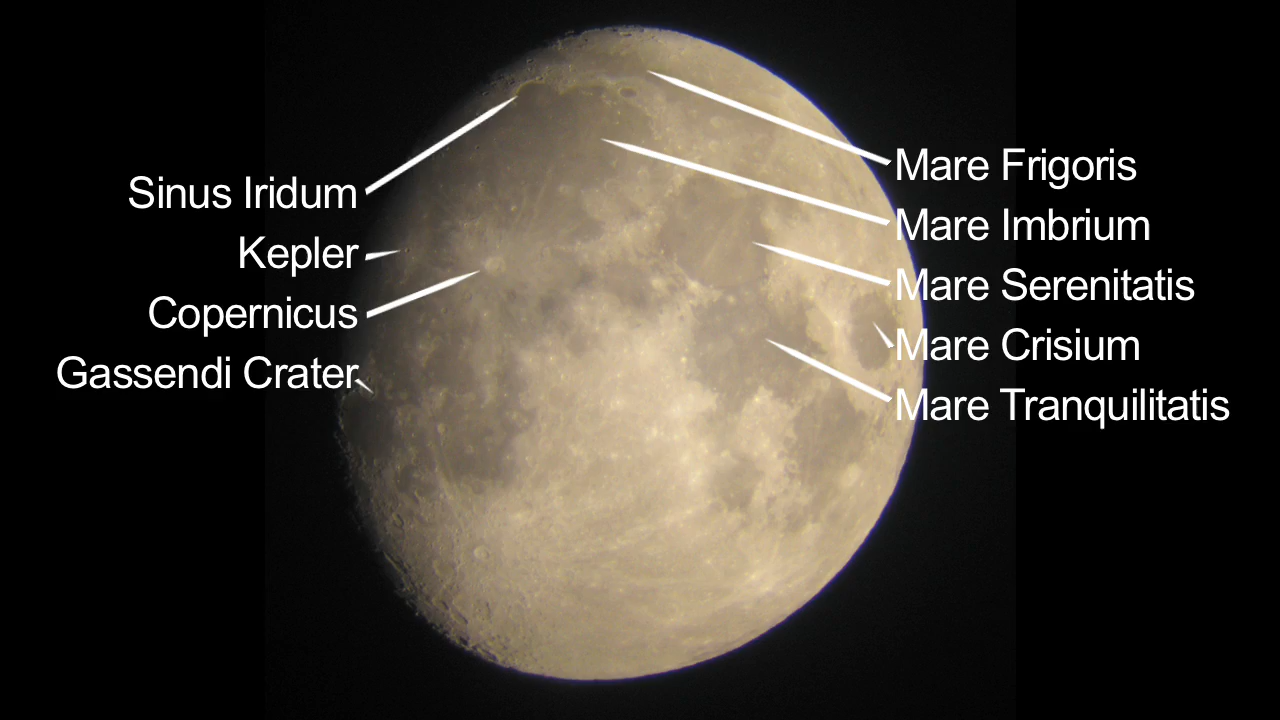 Sinus Iridum
Kepler
Copernicus
Gassendi Crater
Mare Frigoris
Mare Imbrium
Mare Serenitatis
Mare Crisium
Mare Tranquilitatis